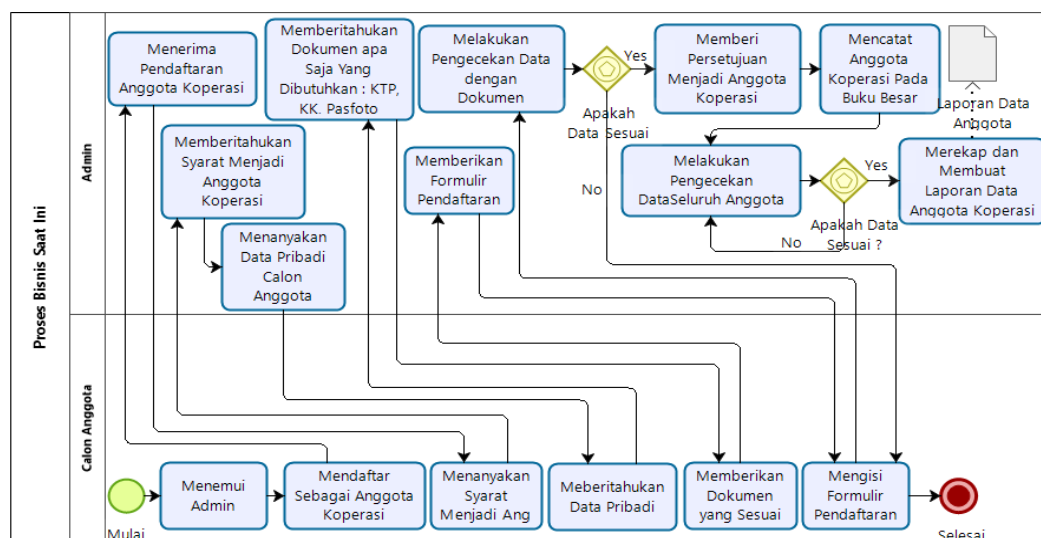 Proses Bisnis Saat Ini
Admin
Menerima
Pendaftaran
Anggota Koperasi
Memberitahukan
Dokumen apa
Saja Yang
Dibutuhkan : KTP,
KK. Pasfoto
Melakukan
Pengecekan Data
dengan
Dokumen
Yes
Apakah
Data Sesuai
No
Memberi
Persetujuan
Menjadi Anggota
Koperasi
Mencatat
Anggota
Koperasi Pada
Buku Besar
Laporan Data
Anggota
Memberitahukan
Syarat Menjadi
Anggota
Koperasi
Memberikan
Formulir
Pendaftaran
Melakukan
Pengecekan
DataSeluruh Anggota
Yes
Apakah Data
Sesuai ?
No
Merekap dan
Membuat
Laporan Data
Anggota Koperasi
Menanyakan
Data Pribadi
Calon
Anggota
Calon Anggota
Mulai
Menemui
Admin
Mendaftar
Sebagai Anggota
Koperasi
Menanyakan
Syarat
Menjadi Ang
Meberitahukan
Data Pribadi
Memberikan
Dokumen
yang Sesuai
Mengisi
Formulir
Pendaftaran
Selesai